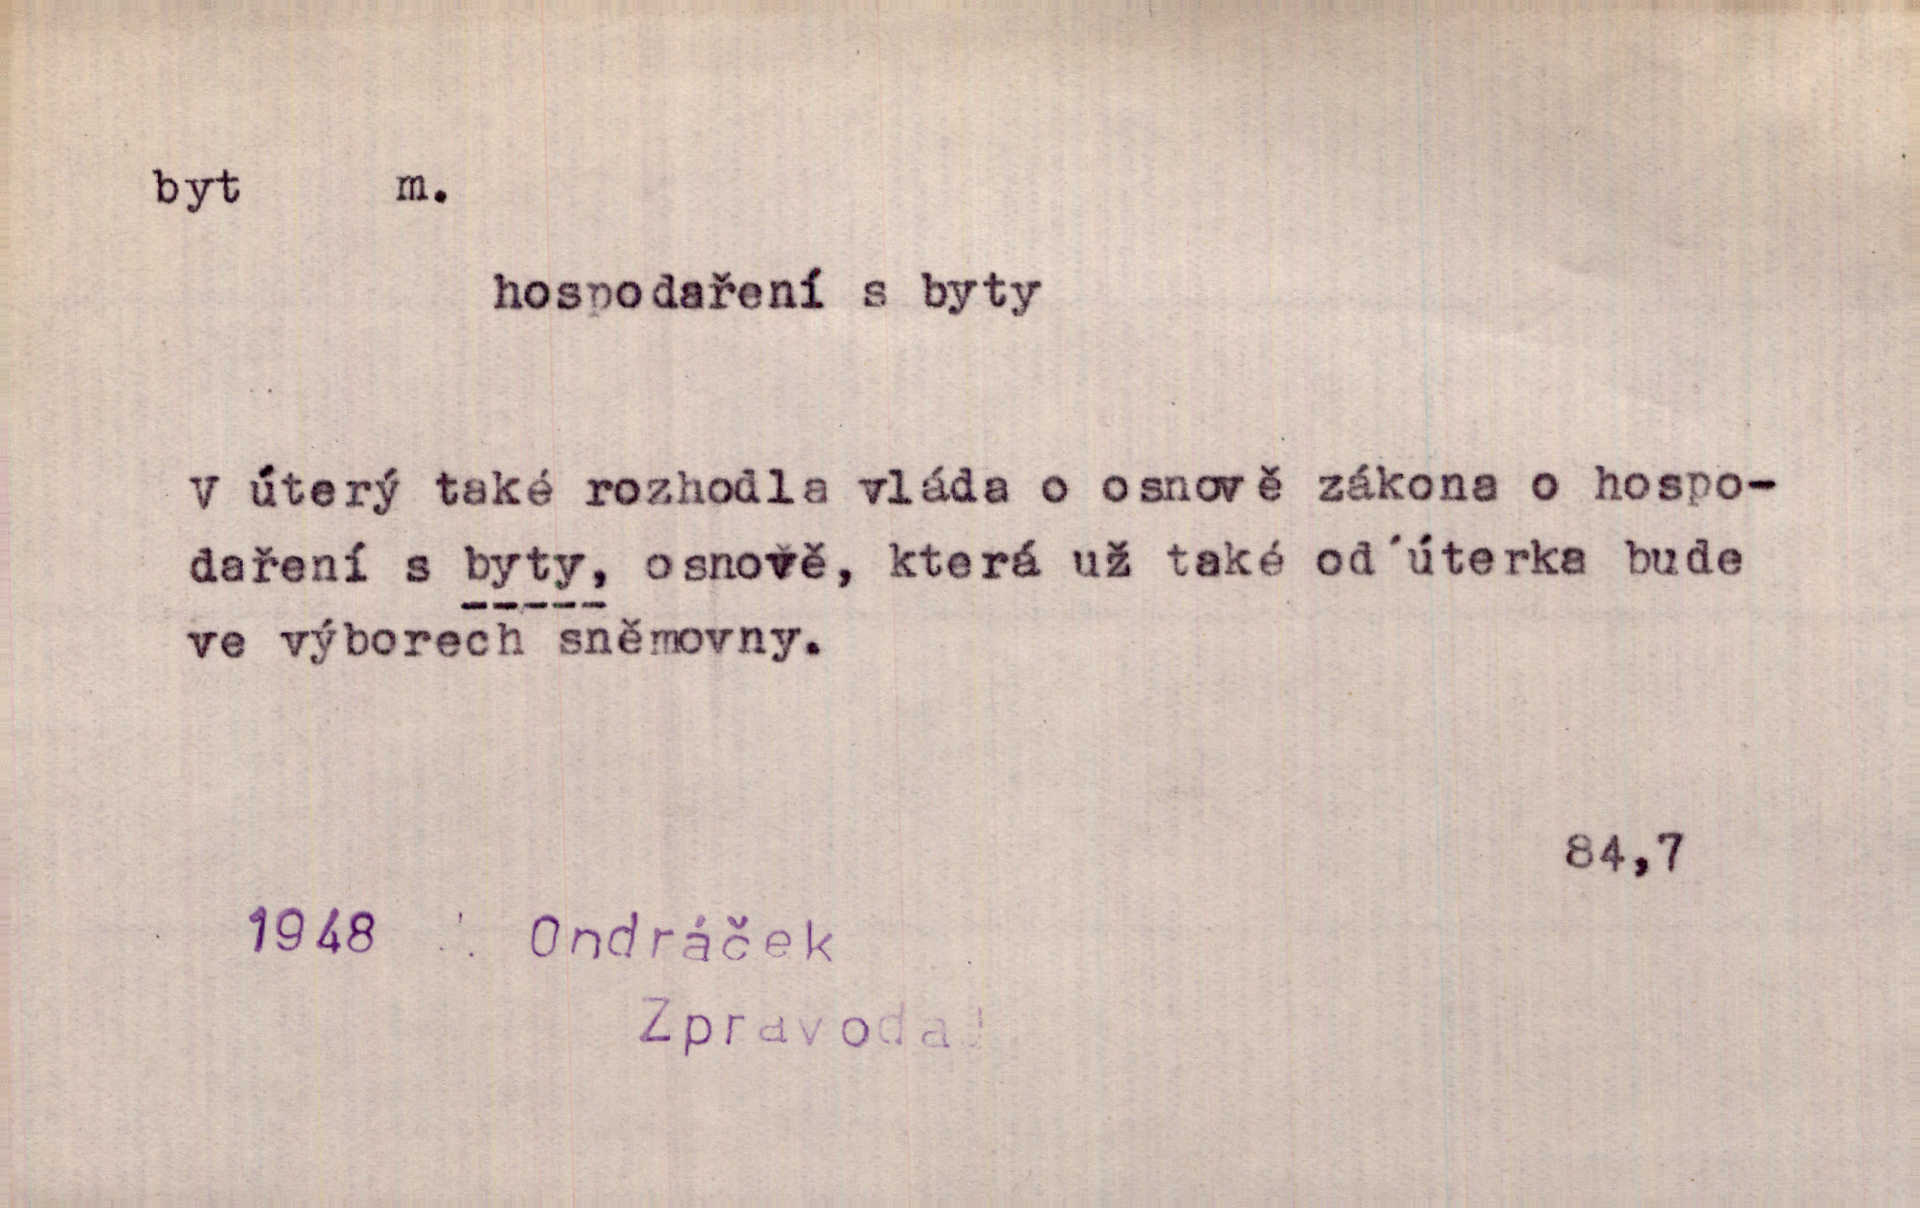 byt m.
hospodaření s byty
V úterý také rozhodla vláda o osnově zákona o hospo-
daření s byty, osnově, která už také od úterka bude
ve výborech sněmovny.
84,7
1948 : Ondráček
Zpravodaj